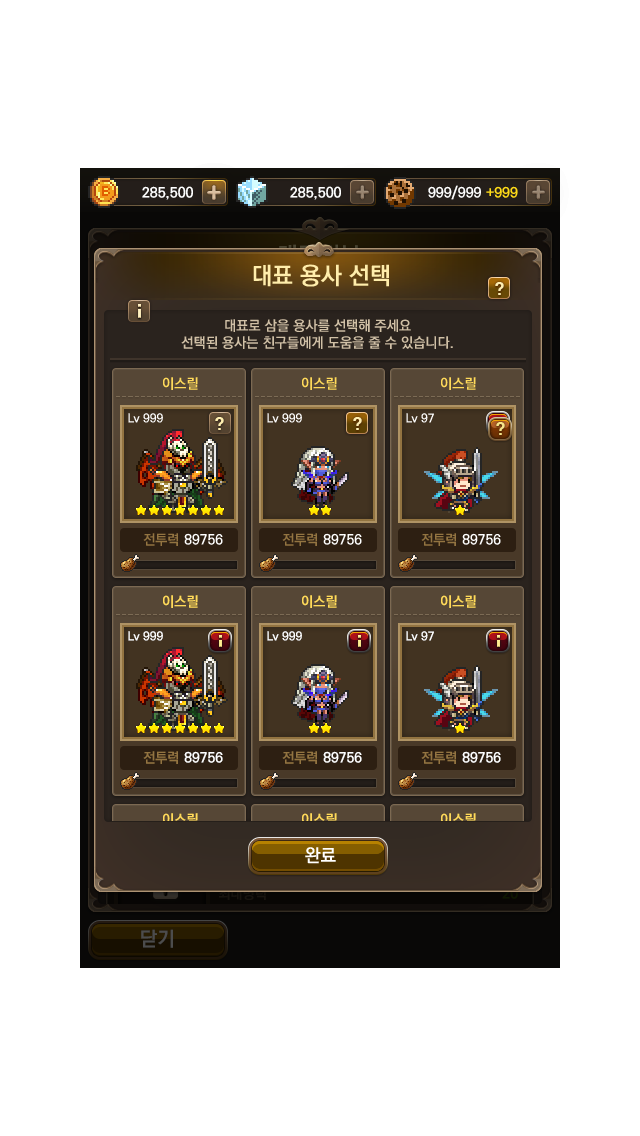 285,500
285,500
999/999 +999
대표 용사 선택
대표로 삼을 용사를 선택해 주세요
선택된 용사는 친구들에게 도움을 줄 수 있습니다.
이스릴 이스릴 이스릴
Lv 999 ? Lv 999 ? Lv 97 ?
전투력 89756 전투력 89756 전투력 89756
이스릴 이스릴 이스릴
Lv 999 i Lv 999 i Lv 97 i
전투력 89756 전투력 89756 전투력 89756
이스릴 이스릴 이스릴
완료
닫기